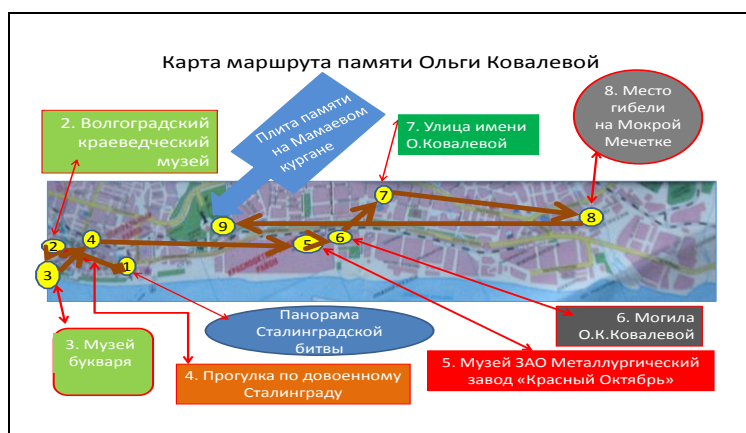 Карта маршрута памяти Ольги Ковалевой
2. Волгоградский
краеведческий
музей
Плита памяти
на Мамаевом
кургане
7. Улица имени
О.Ковалевой
8. Место
гибели
на Мокрой
Мечетке
7
9
8
2
4
5
6
3
1
КРАСНООКТ
РАЙОН
Панорама
Сталинградской
битвы
3. Музей
букваря
4. Прогулка по довоенному
Сталинграду
6. Могила
О.К.Ковалевой
5. Музей ЗАО Металлургический
завод «Красный Октябрь»